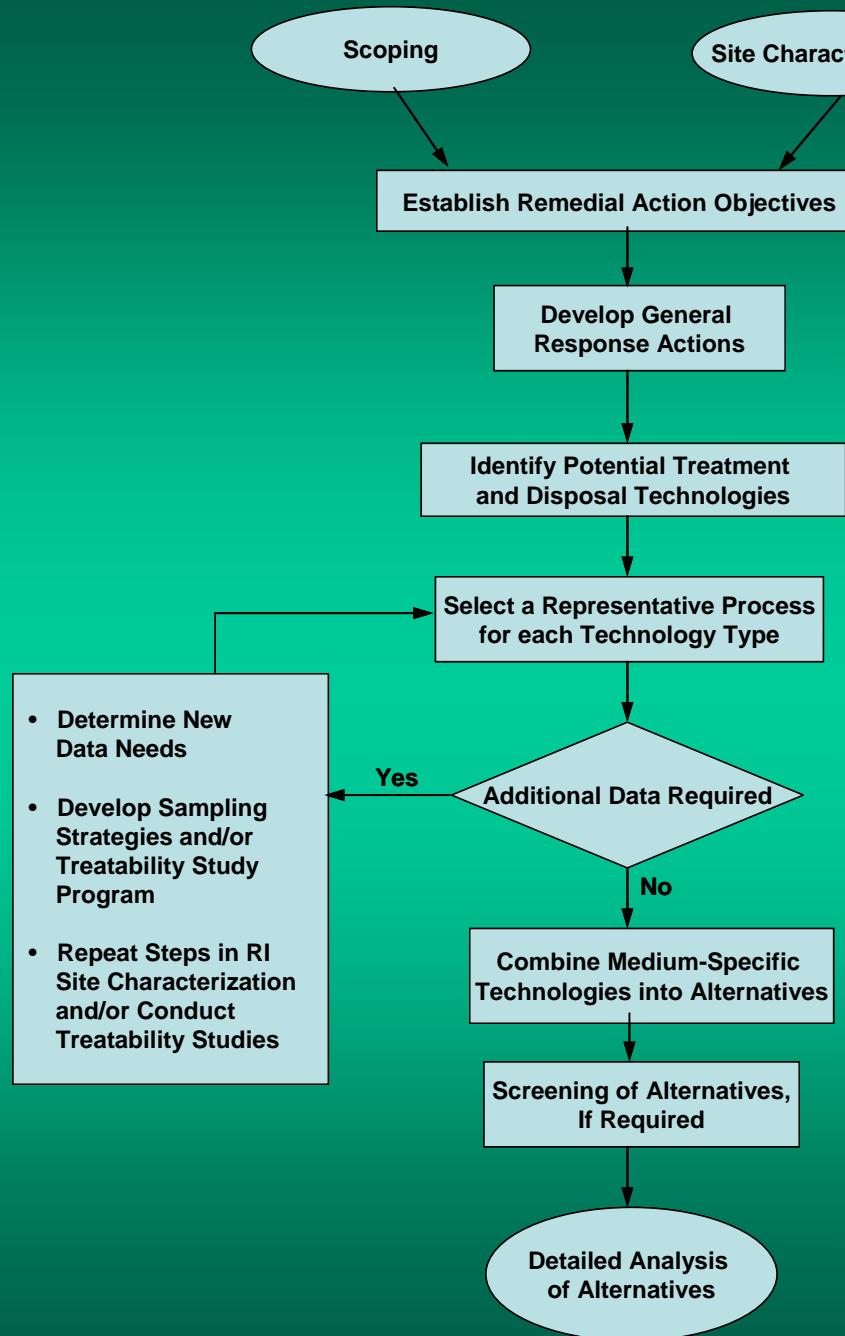 Scoping
Site
Establish Remedial Action Objectives
Develop General
Response Actions
Identify Potential Treatment
and Disposal Technologies
Select a Representative Process
for each Technology Type
• Determine New
Data Needs
• Develop Sampling
Strategies and/or
Treatability Study
Program
• Repeat Steps in RI
Site Characterization
and/or Conduct
Treatability Studies
Yes
Additional Data Required
No
Combine Medium-Specific
Technologies into Alternatives
Screening of Alternatives,
If Required
Detailed Analysis
of Alternatives